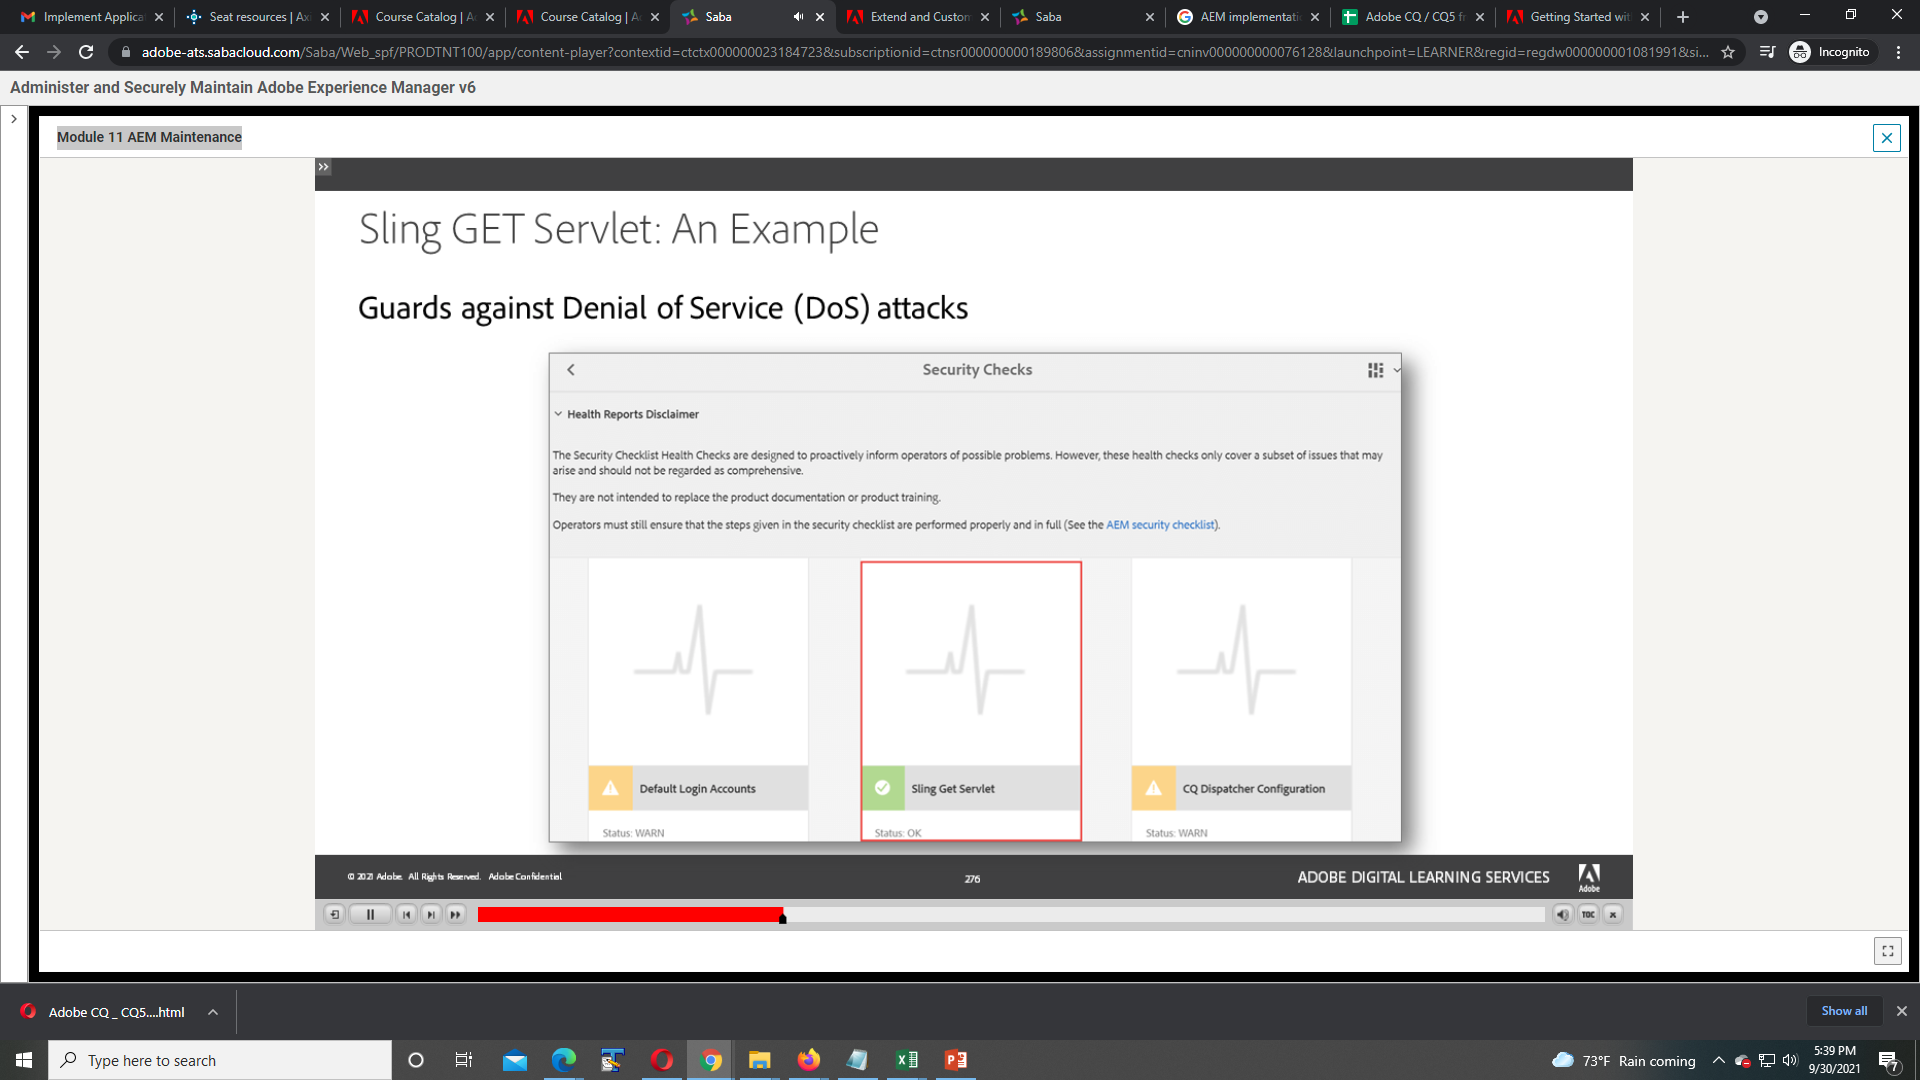 Implement Applica
Seat resources | Ax
Course Catalog | A
Course Catalog | A
Saba
Extend and Custom
Saba
AEM implementati
Adobe CQ / CQ5 f
Getting Started wit
adobe-ats.sabacloud.com/Saba/Web_spf/PRODTNT100/app/content-player?contextid=ctctx000000023184723&subscriptionid=ctnsr000000000189806&assignmentid=cninv000000000076128&launchpoint=LEARNER&regid=regdw000000001081991&si...
Incognito
Administer and Securely Maintain Adobe Experience Manager v6
Module 11 AEM Maintenance
Sling GET Servlet: An Example
Guards against Denial of Service (DoS) attacks
Security Checks
Health Reports Disclaimer
The Security Checklist Health Checks are designed to proactively inform operators of possible problems. However, these health checks only cover a subset of issues that may
arise and should not be regarded as comprehensive.
They are not intended to replace the product documentation or product training.
Operators must still ensure that the steps given in the security checklist are performed properly and in full (See the AEM security checklist).
Default Login Accounts
Sling Get Servlet
CQ Dispatcher Configuration
Status: WARN
Status: OK
Status: WARN
© 2021 Adobe. All Rights Reserved. Adobe Confidential
276
ADOBE DIGITAL LEARNING SERVICES
Adobe
TOC
Adobe CQ _ CQ5....html
Show all
Type here to search
73°F Rain coming
5:39 PM
9/30/2021
7